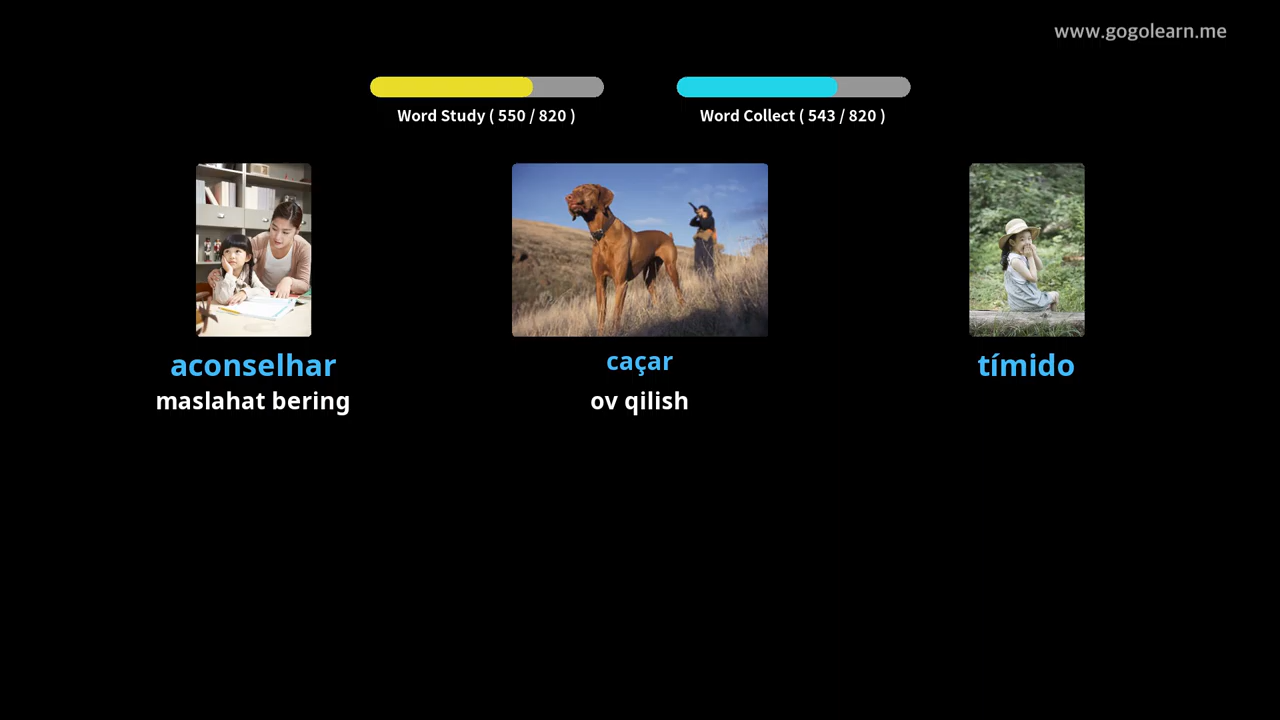 www.gogolearn.me
Word Study ( 550 / 820 )
Word Collect ( 543 / 820 )
aconselhar
caçar
tímido
maslahat bering
ov qilish